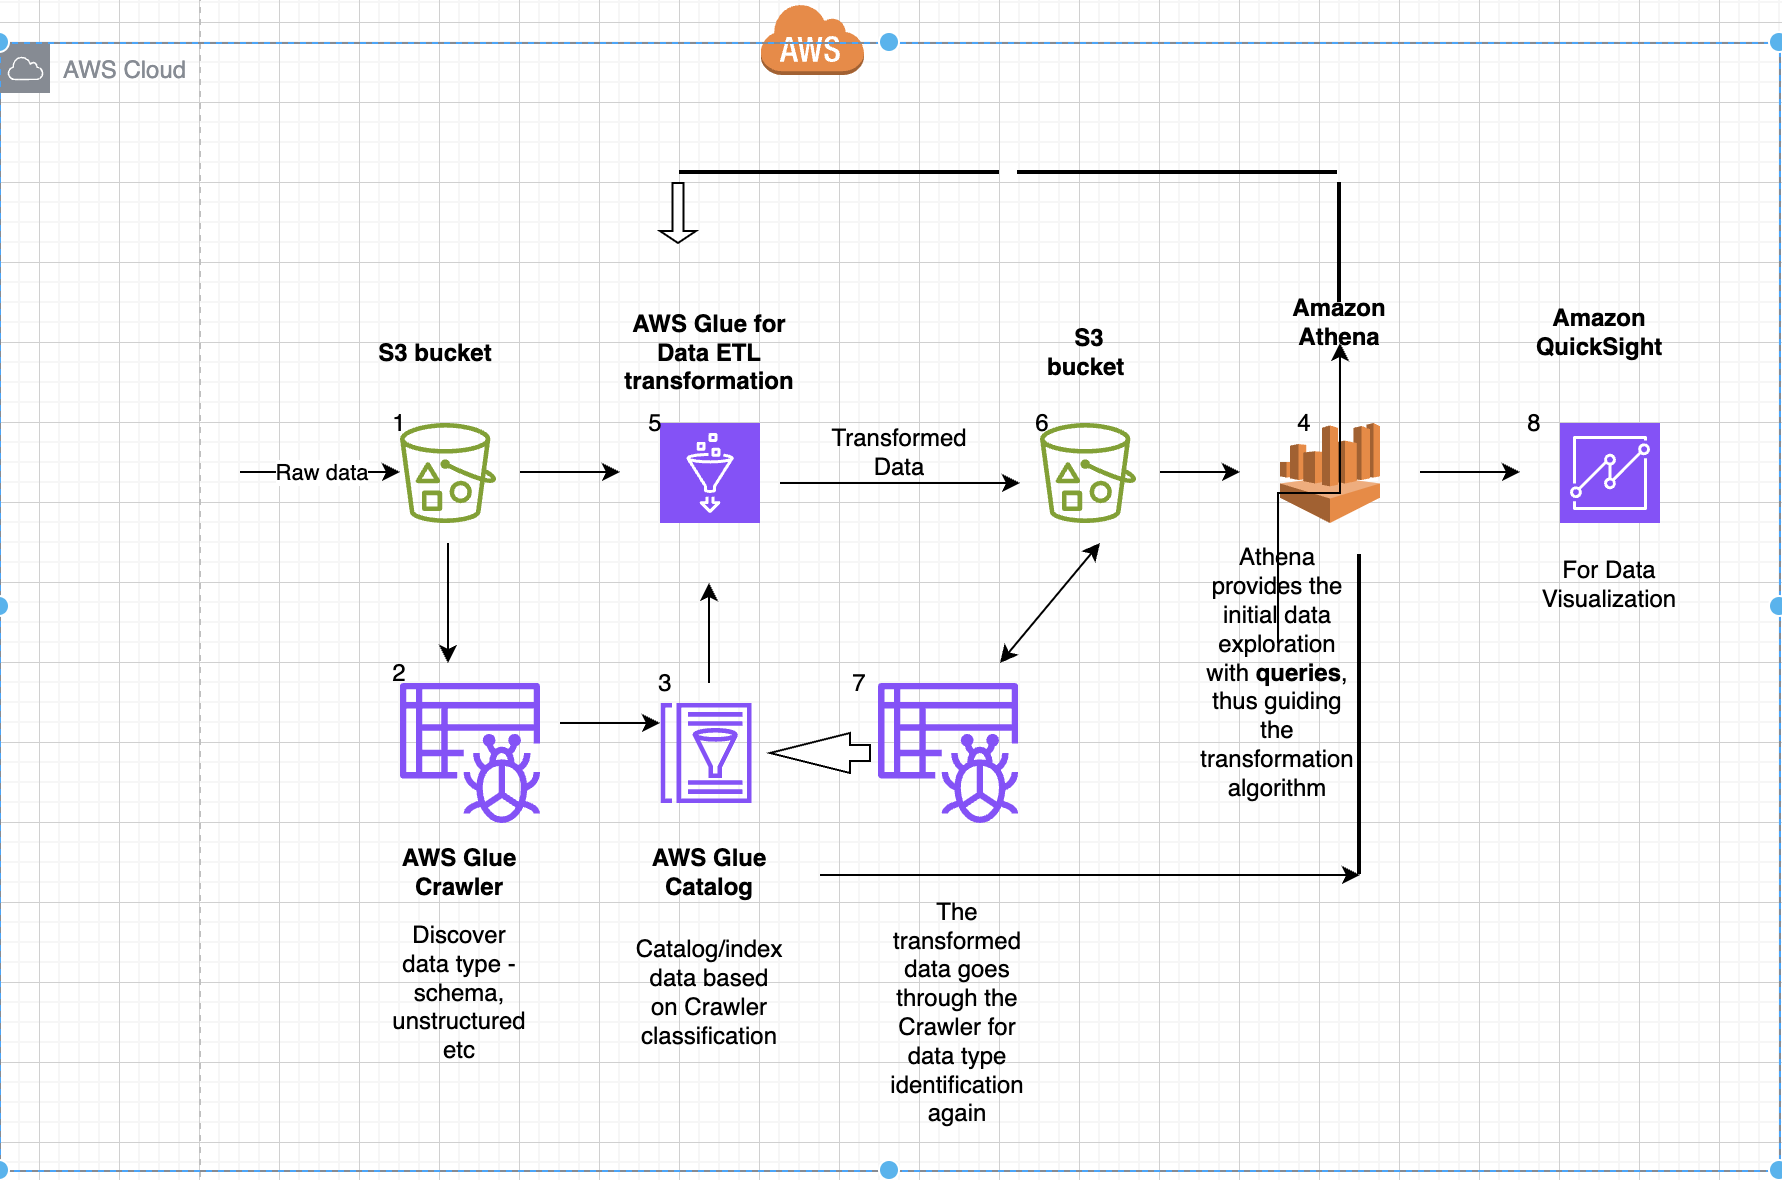 AWS
AWS Cloud
S3 bucket
AWS Glue for
Data ETL
transformation
S3
bucket
Amazon
Athena
Amazon
QuickSight
1
5
6
4
8
Raw data
Transformed
Data
Athena
provides the
initial data
exploration
with queries,
thus guiding
the
transformation
algorithm
For Data
Visualization
2
3
7
AWS Glue
Crawler
Discover
data type -
schema,
unstructured
etc
AWS Glue
Catalog
Catalog/index
data based
on Crawler
classification
The
transformed
data goes
through the
Crawler for
data type
identification
again